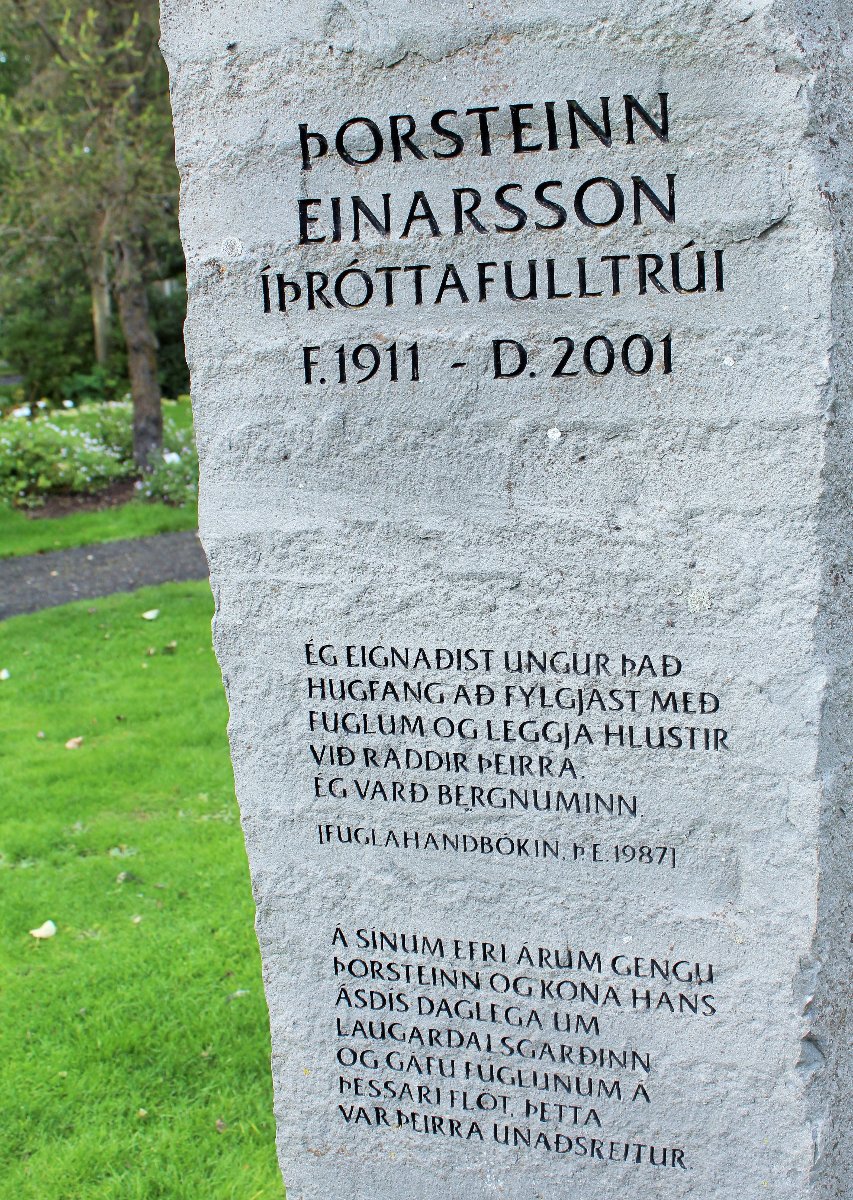 ÞORSTEINN
EINARSSON
ÍÞRÓTTAFULLTRÚI
F. 1911 - D. 2001
ÉG EIGNAÐIST UNGUR ÞAÐ
HUGFANG AÐ FYLGJAST MEÐ
FUGLUM OG LEGGJA HLUSTIR
VIÐ RADDIR ÞEIRRA.
ÉG VARÐ BERGNUMINN.
[FUGLAHANDBÓKIN, Þ.E. 1987]
Á SÍNUM EFRI ÁRUM GENGU
ÞORSTEINN OG KONA HANS
ÁSDÍS DAGLEGA UM
LAUGARDALSGARÐINN
OG GÁFU FUGLUNUM Á
ÞESSARI FLÖT. ÞETTA
VAR ÞEIRRA UNAÐSREITUR.